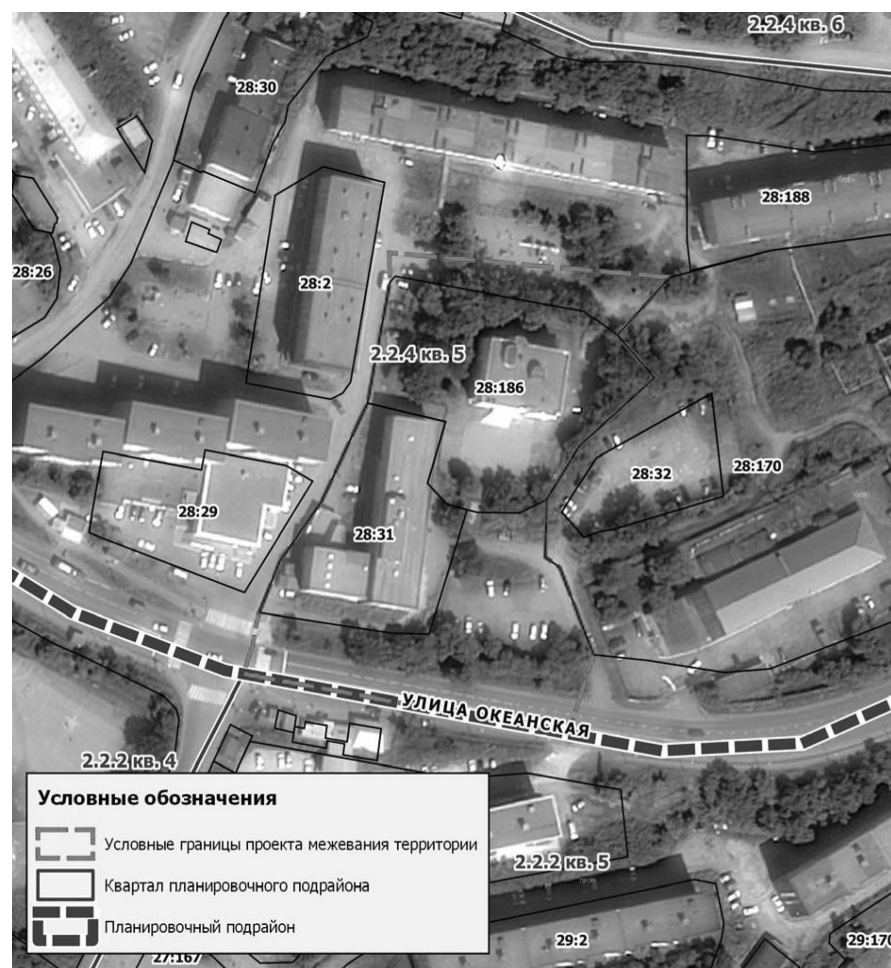 2.2.4 кв. 6
28:30
28:188
28:26
28:2
2.2.4 кв. 5
28:186
28:32
28:170
28:29
28:31
УЛИЦА ОКЕАНСКАЯ
2.2.2 кв. 4
Условные обозначения
Условные границы проекта межевания территории
Квартал планировочного подрайона
Планировочный подрайон
2.2.2 кв. 5
29:2
29:170
27:167